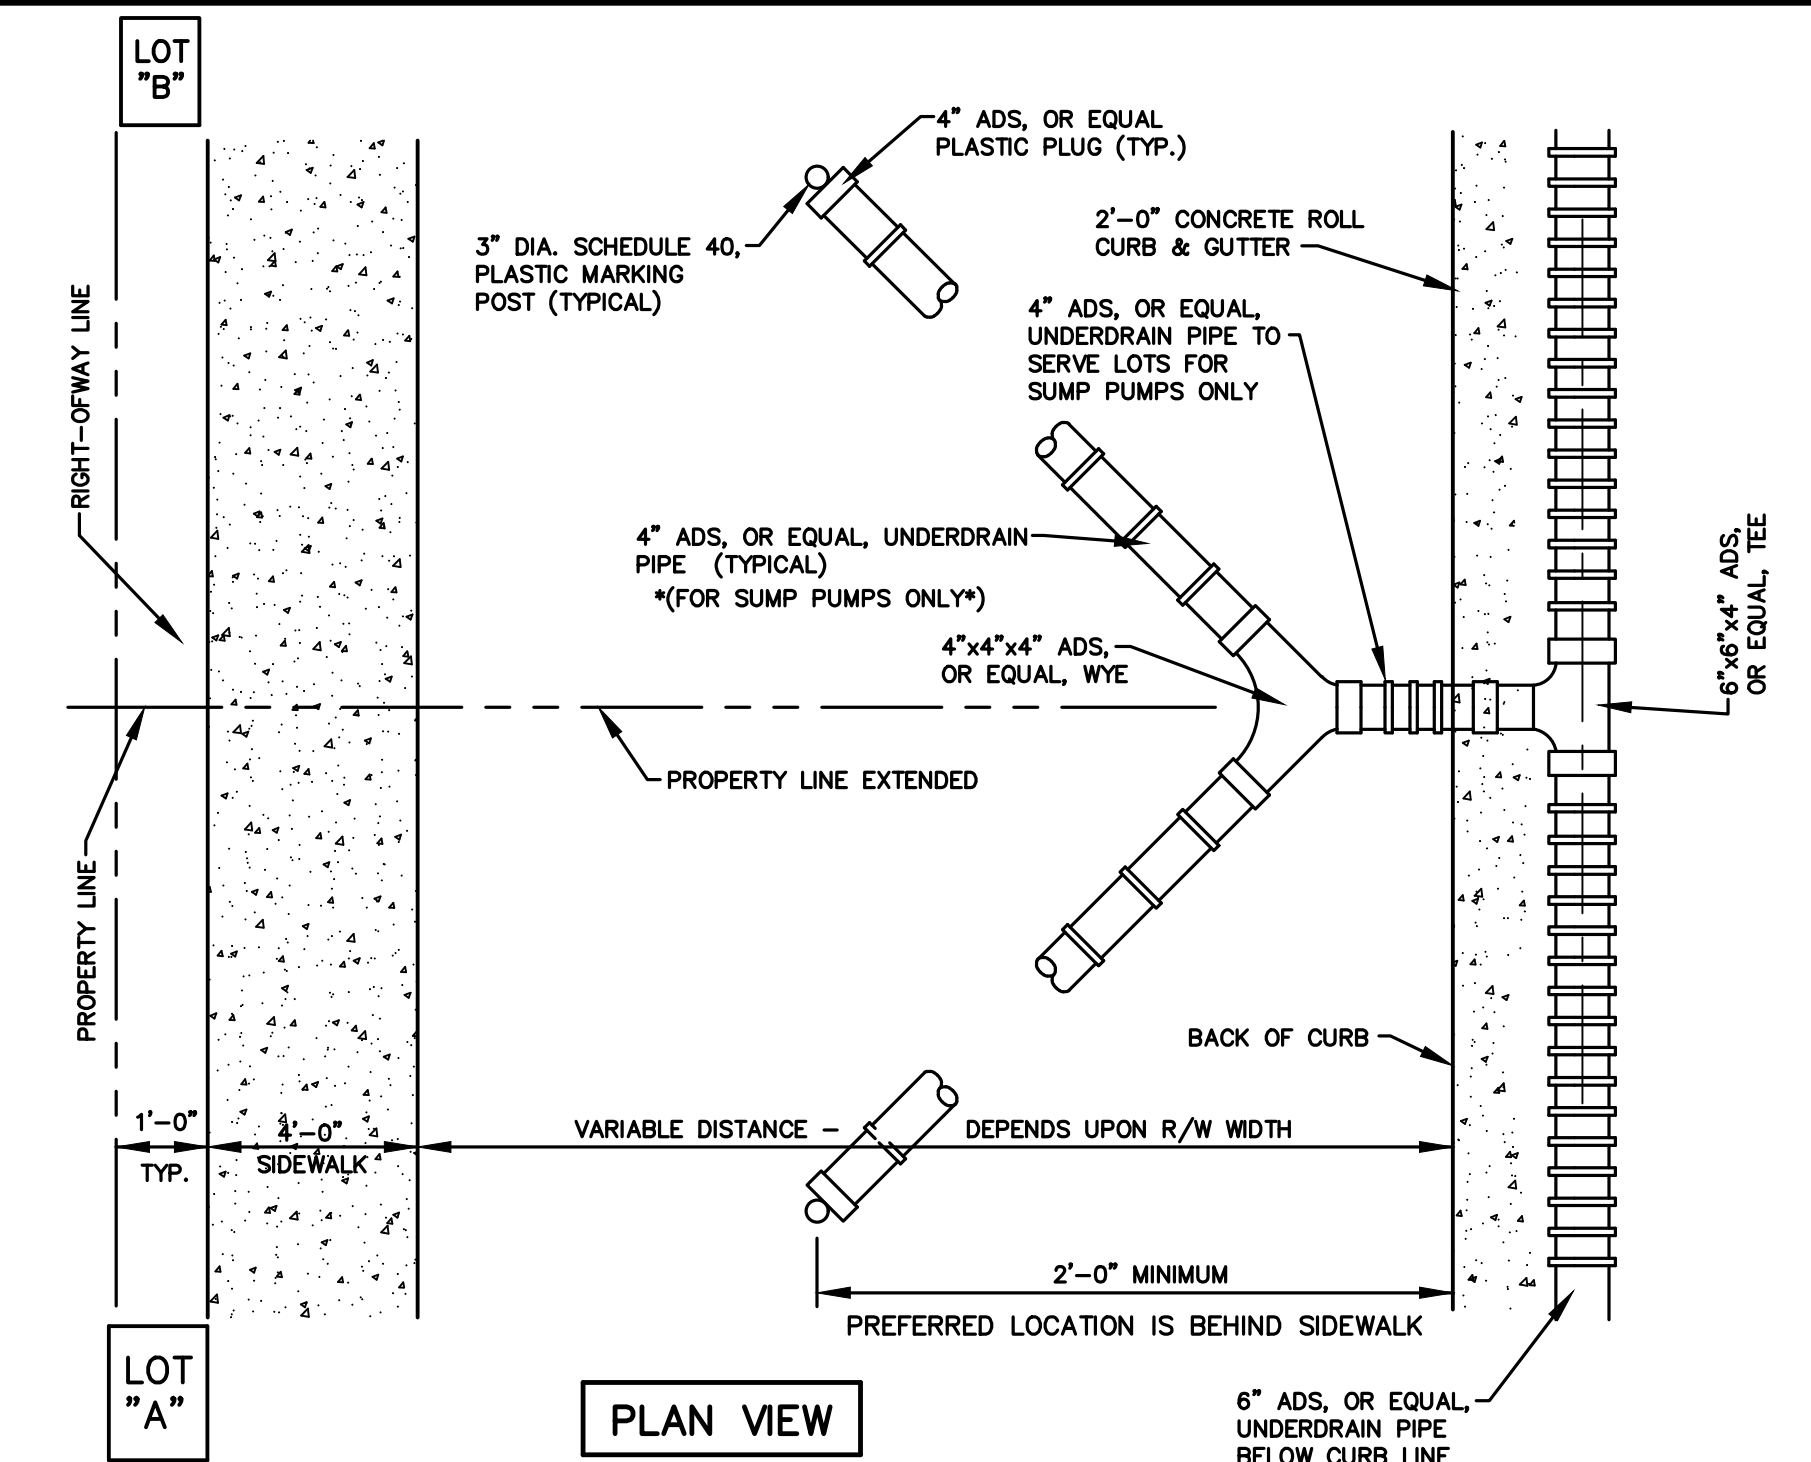 LOT
"B"
4" ADS, OR EQUAL
PLASTIC PLUG (TYP.)
3" DIA. SCHEDULE 40,
PLASTIC MARKING
POST (TYPICAL)
2'-0" CONCRETE ROLL
CURB & GUTTER
4" ADS, OR EQUAL,
UNDERDRAIN PIPE TO
SERVE LOTS FOR
SUMP PUMPS ONLY
RIGHT-OFWAY LINE
4" ADS, OR EQUAL, UNDERDRAIN
PIPE (TYPICAL)
*(FOR SUMP PUMPS ONLY*)
4"x4"x4" ADS,
OR EQUAL, WYE
6"x6"x4" ADS,
OR EQUAL, TEE
PROPERTY LINE EXTENDED
PROPERTY LINE
BACK OF CURB
1'-0"
TYP.
4'-0"
SIDEWALK
VARIABLE DISTANCE - DEPENDS UPON R/W WIDTH
2'-0" MINIMUM
PREFERRED LOCATION IS BEHIND SIDEWALK
LOT
"A"
PLAN VIEW
6" ADS, OR EQUAL,
UNDERDRAIN PIPE
BELOW CURB LINE